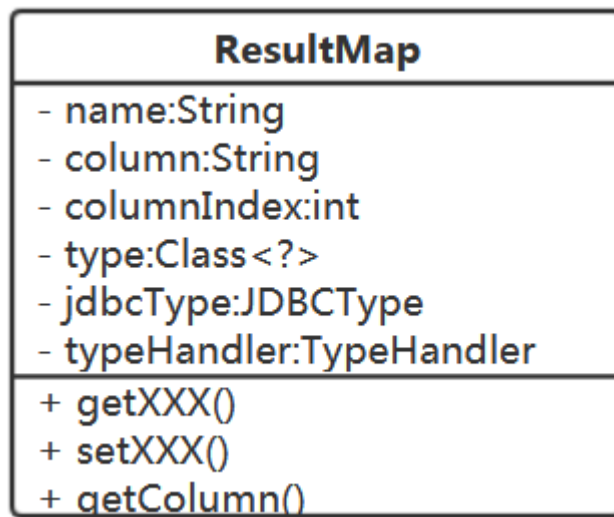 ResultMap
- name:String
- column:String
- columnIndex:int
- type:Class<?>
- jdbcType:JDBCType
- typeHandler:TypeHandler
+ getXXX()
+ setXXX()
+ getColumn()